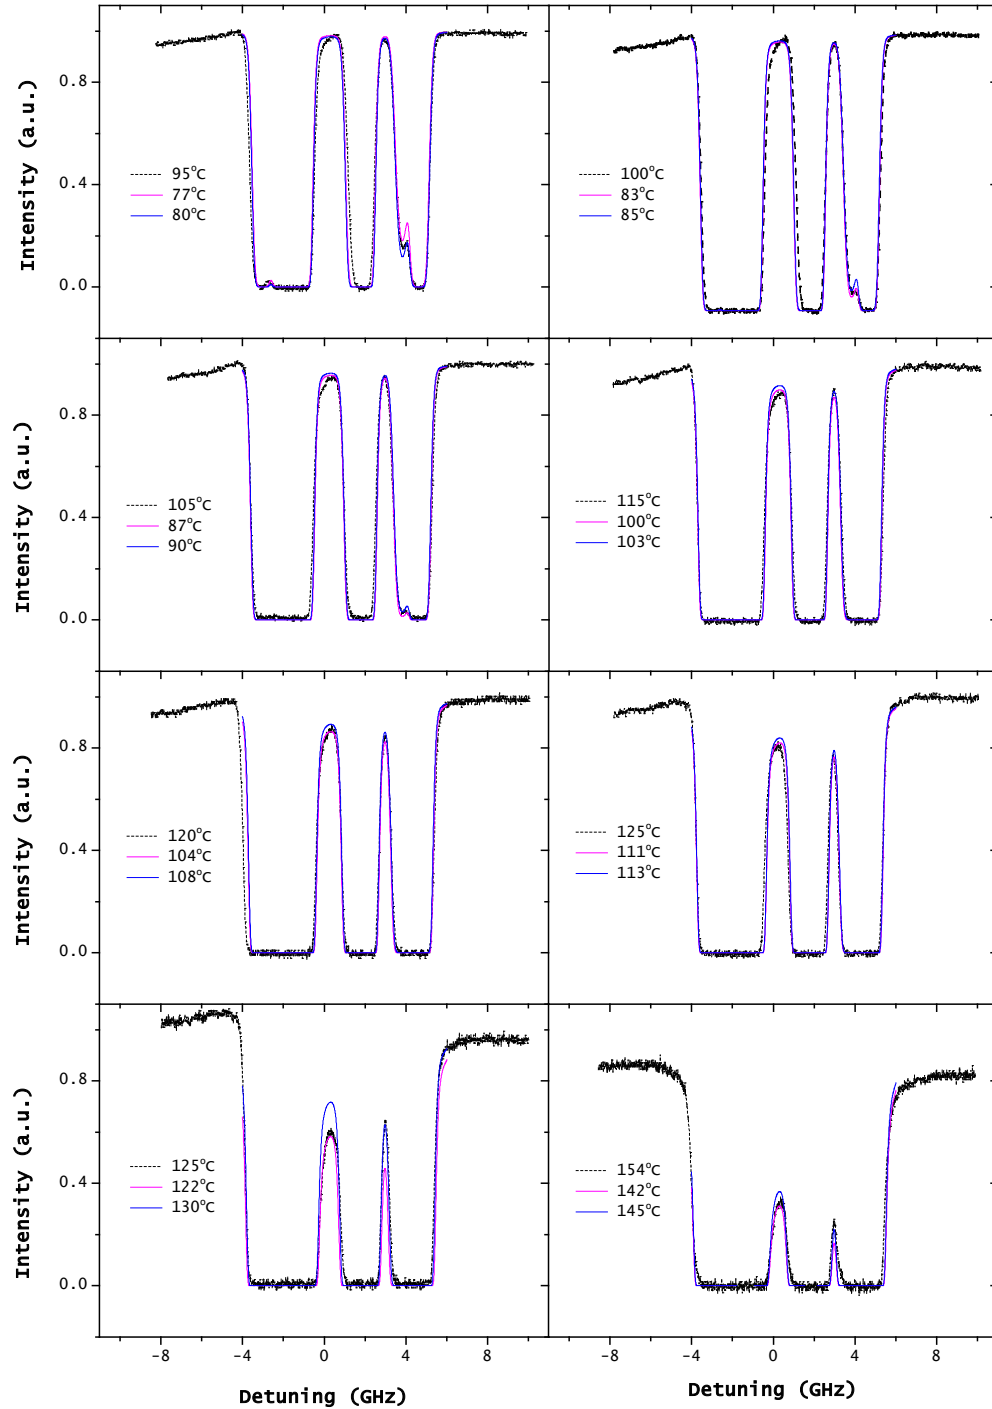 Intensity (a.u.)
0.8
0.4
0.0
95°C
77°C
80°C
100°C
83°C
85°C
Intensity (a.u.)
0.8
0.4
0.0
105°C
87°C
90°C
115°C
100°C
103°C
Intensity (a.u.)
0.8
0.4
0.0
120°C
104°C
108°C
125°C
111°C
113°C
Intensity (a.u.)
0.8
0.4
0.0
125°C
122°C
130°C
154°C
142°C
145°C
-8 -4 0 4 8
-8 -4 0 4 8
Detuning (GHz)
Detuning (GHz)